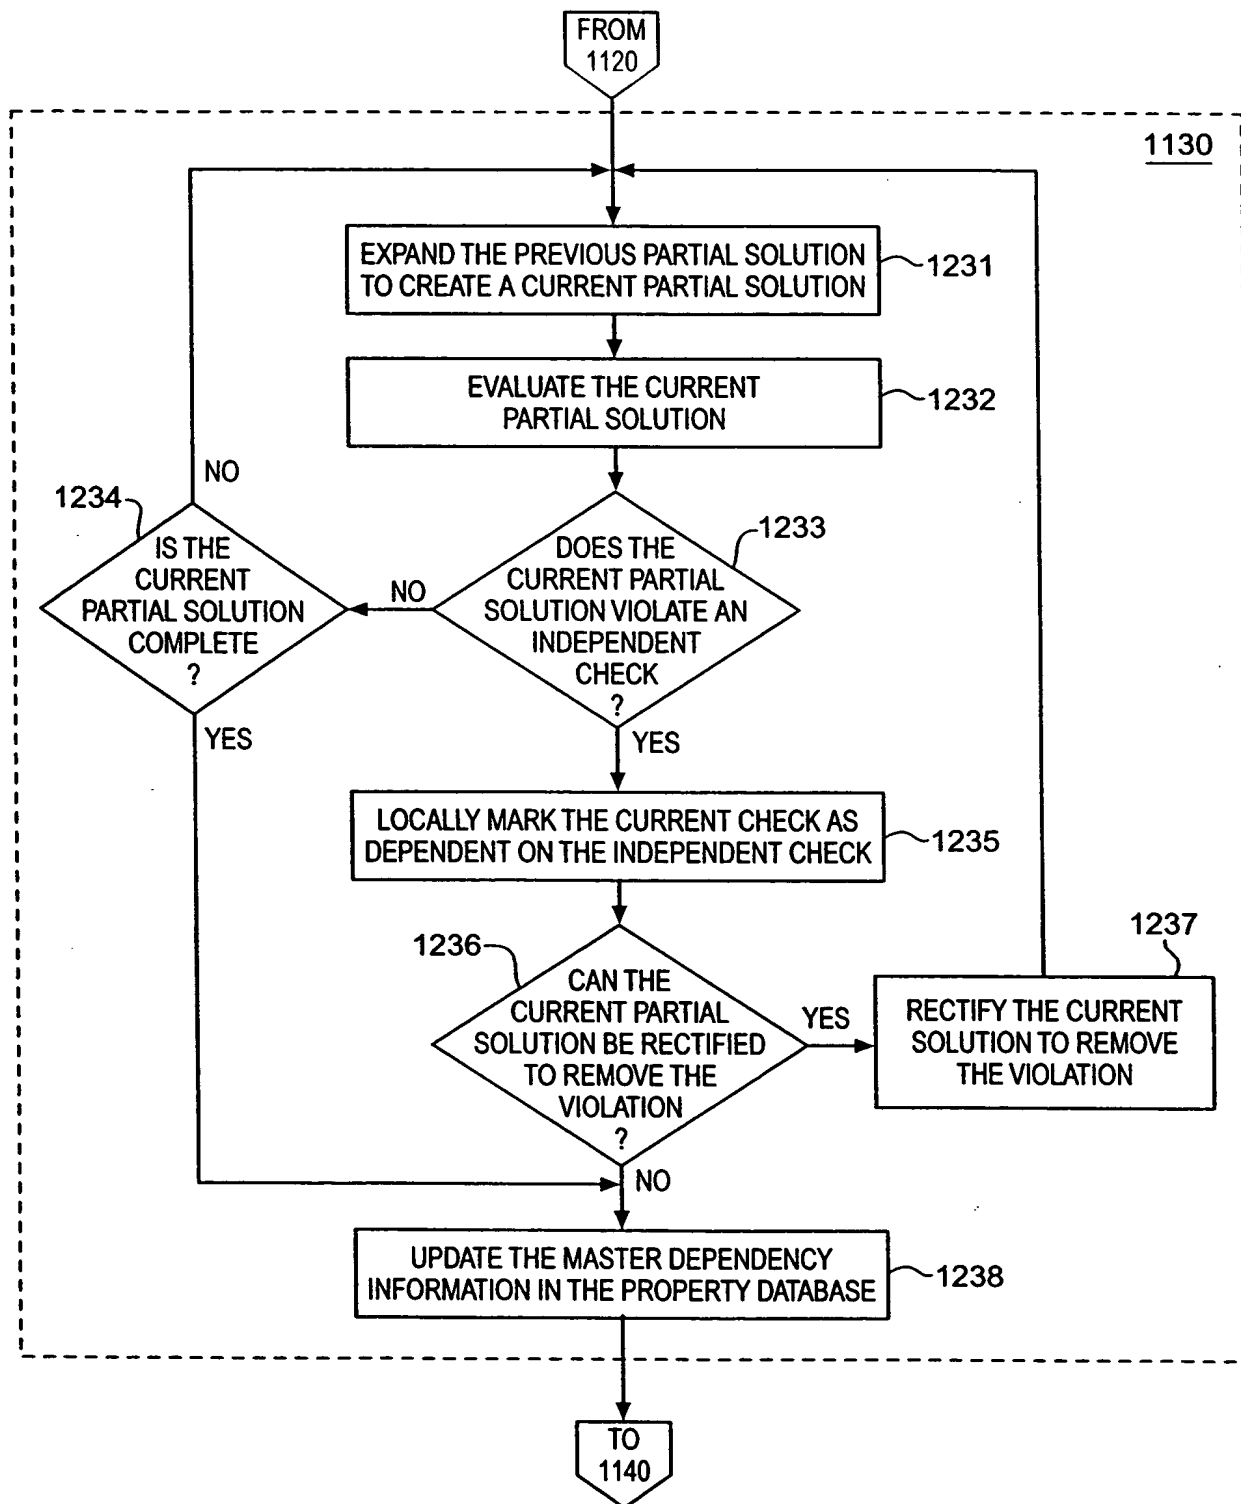 FROM
1120
1130
EXPAND THE PREVIOUS PARTIAL SOLUTION
TO CREATE A CURRENT PARTIAL SOLUTION
1231
EVALUATE THE CURRENT
PARTIAL SOLUTION
1232
NO
1234
IS THE
CURRENT
PARTIAL SOLUTION
COMPLETE
?
NO
1233
DOES THE
CURRENT PARTIAL
SOLUTION VIOLATE AN
INDEPENDENT
CHECK
?
YES
YES
LOCALLY MARK THE CURRENT CHECK AS
DEPENDENT ON THE INDEPENDENT CHECK
1235
1236
CAN THE
CURRENT PARTIAL
SOLUTION BE RECTIFIED
TO REMOVE THE
VIOLATION
?
YES
1237
RECTIFY THE CURRENT
SOLUTION TO REMOVE
THE VIOLATION
NO
UPDATE THE MASTER DEPENDENCY
INFORMATION IN THE PROPERTY DATABASE
1238
TO
1140